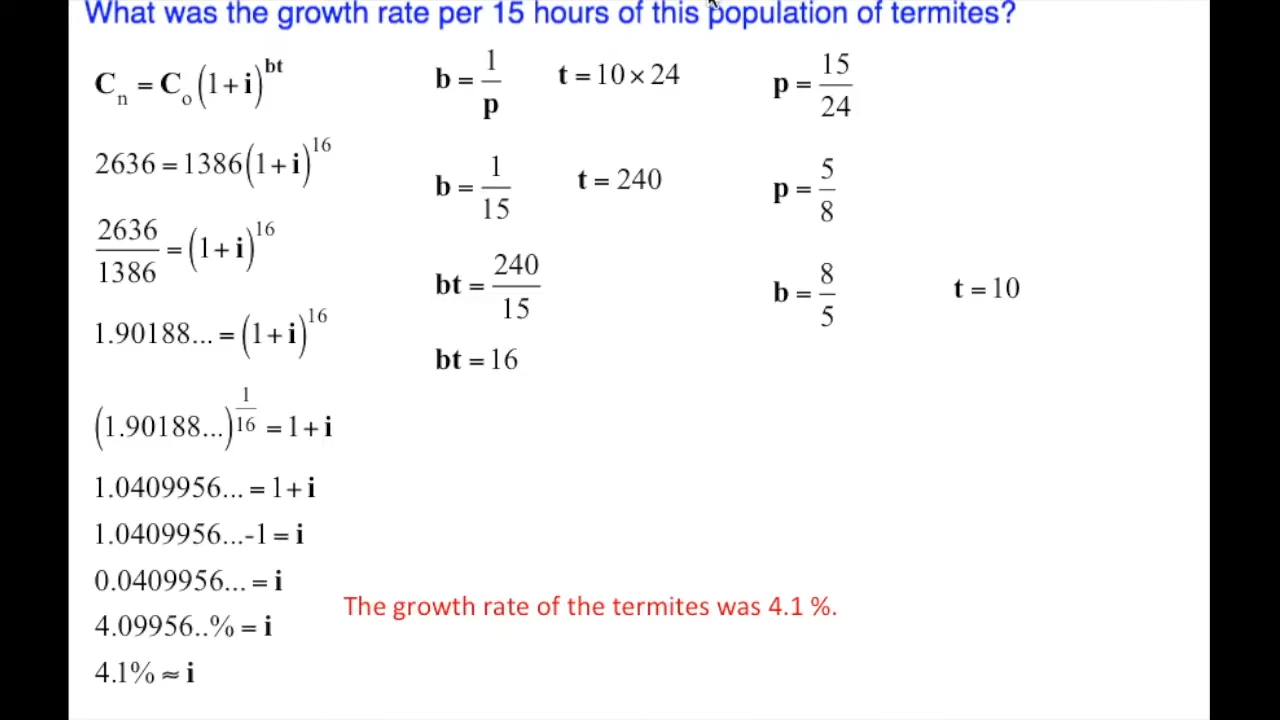 What was the growth rate per 15 hours of this population of termites?
Cₙ = Cₒ(1+i)^bt
2636 = 1386(1+i)^16
2636/1386 = (1+i)^16
1.90188... = (1+i)^16
(1.90188...)^(1/16) = 1+i
1.0409956... = 1+i
1.0409956...-1 = i
0.0409956... = i
4.09956..% = i
4.1% ≈ i
b = 1/p
b = 1/15
bt = 240/15
bt = 16
t = 10 × 24
t = 240
p = 15/24
p = 5/8
b = 8/5
t = 10
The growth rate of the termites was 4.1 %.